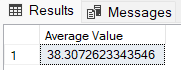 Results Messages
Average Value
1 38.3072623343546